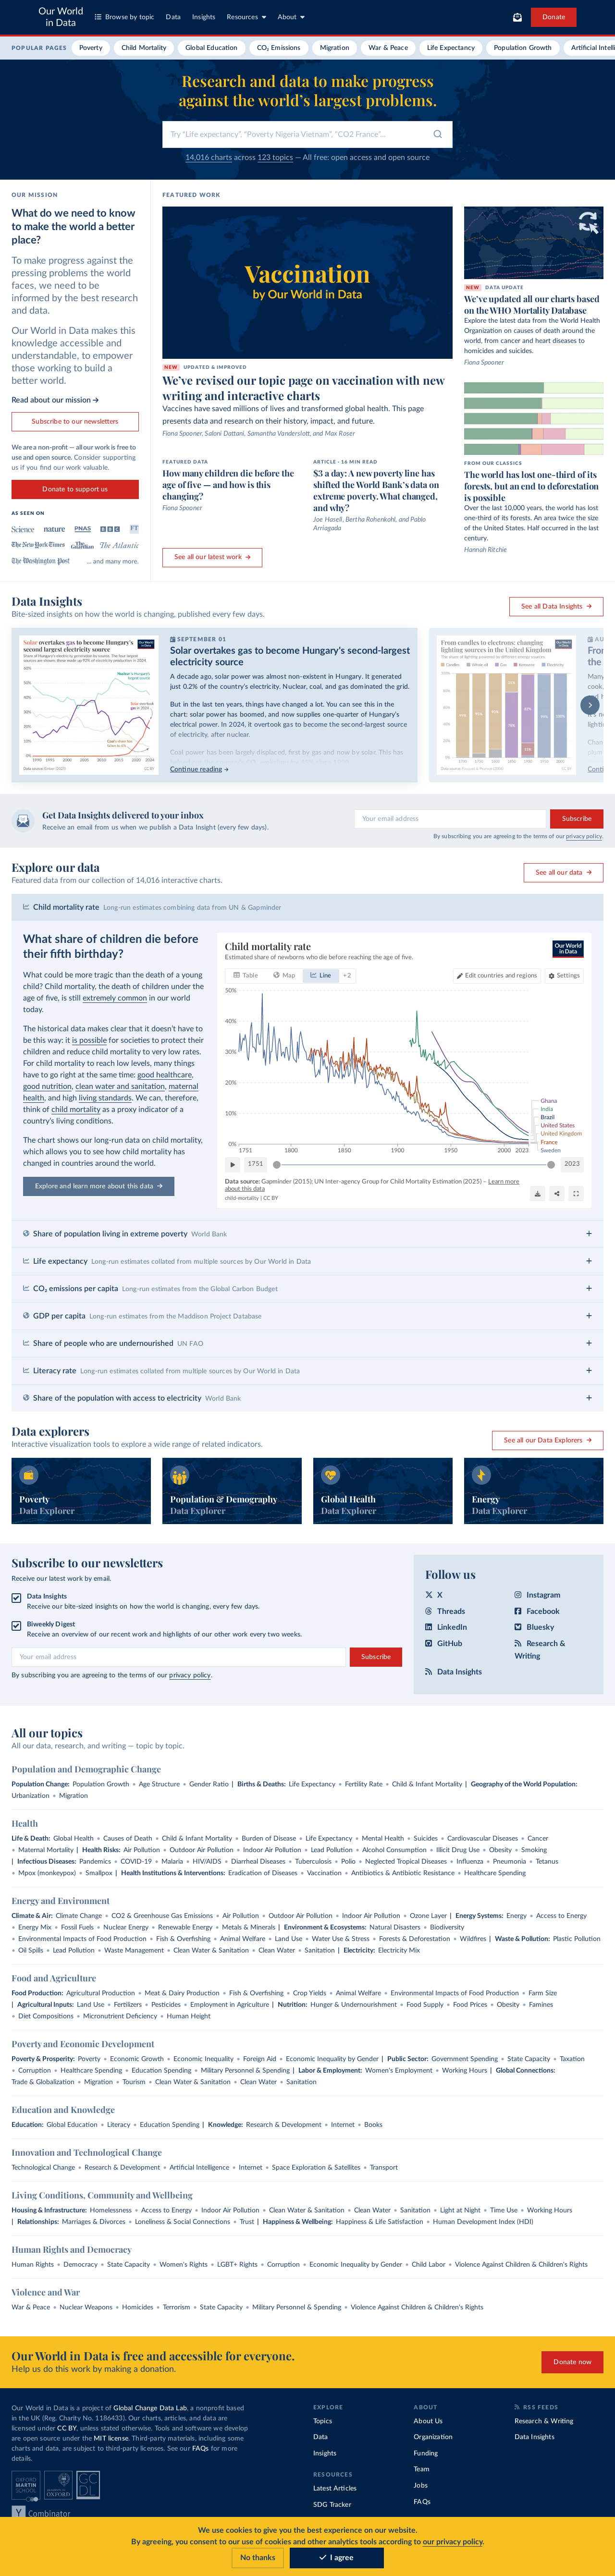 Our World
in Data
Browse by topic
Data
Insights
Resources
About
Donate
POPULAR PAGES
Poverty
Child Mortality
Global Education
CO₂ Emissions
Migration
War & Peace
Life Expectancy
Population Growth
Artificial Intelli
Research and data to make progress
against the world's largest problems.
Try "Life expectancy", "Poverty Nigeria Vietnam", "CO2 France"...
14,016 charts across 123 topics — All free: open access and open source
OUR MISSION
What do we need to know
to make the world a better
place?
To make progress against the
pressing problems the world
faces, we need to be
informed by the best research
and data.
Our World in Data makes this
knowledge accessible and
understandable, to empower
those working to build a
better world.
Read about our mission →
Subscribe to our newsletters
We are a non-profit — all our work is free to
use and open source. Consider supporting
us if you find our work valuable.
Donate to support us
AS SEEN ON
Science
nature
PNAS
BBC
FT
The New York Times
The Guardian
The Atlantic
The Washington Post
... and many more.
FEATURED WORK
Vaccination
by Our World in Data
NEW UPDATED & IMPROVED
We've revised our topic page on vaccination with new
writing and interactive charts
Vaccines have saved millions of lives and transformed global health. This page
presents data and research on their history, impact, and future.
Fiona Spooner, Saloni Dattani, Samantha Vanderslott, and Max Roser
FEATURED DATA
How many children die before the
age of five — and how is this
changing?
Fiona Spooner
ARTICLE · 16 MIN READ
$3 a day: A new poverty line has
shifted the World Bank's data on
extreme poverty. What changed,
and why?
Joe Hasell, Bertha Rohenkohl, and Pablo
Arriagada
See all our latest work →
NEW DATA UPDATE
We've updated all our charts based
on the WHO Mortality Database
Explore the latest data from the World Health
Organization on causes of death around the
world, from cancer and heart diseases to
homicides and suicides.
Fiona Spooner
FROM OUR CLASSICS
The world has lost one-third of its
forests, but an end to deforestation
is possible
Over the last 10,000 years, the world has lost
one-third of its forests. An area twice the size
of the United States. Half occurred in the last
century.
Hannah Ritchie
Data Insights
Bite-sized insights on how the world is changing, published every few days.
See all Data Insights →
Solar overtakes gas to become Hungary's
second largest electricity source
SEPTEMBER 01
Solar overtakes gas to become Hungary's second-largest
electricity source
A decade ago, solar power was almost non-existent in Hungary. It generated
just 0.2% of the country's electricity. Nuclear, coal, and gas dominated the grid.
But in the last ten years, things have changed a lot. You can see this in the
chart: solar power has boomed, and now supplies one-quarter of Hungary's
electrical power. In 2024, it overtook gas to become the second-largest source
of electricity, after nuclear.
Coal power has been largely displaced, first by gas and now by solar. This has
Continue reading →
From candles to electrons: changing
lighting sources in the United Kingdom
Get Data Insights delivered to your inbox
Receive an email from us when we publish a Data Insight (every few days).
Your email address
Subscribe
By subscribing you are agreeing to the terms of our privacy policy.
Explore our data
Featured data from our collection of 14,016 interactive charts.
See all our data →
Child mortality rate Long-run estimates combining data from UN & Gapminder
What share of children die before
their fifth birthday?
What could be more tragic than the death of a young
child? Child mortality, the death of children under the
age of five, is still extremely common in our world
today.
The historical data makes clear that it doesn't have to
be this way: it is possible for societies to protect their
children and reduce child mortality to very low rates.
For child mortality to reach low levels, many things
have to go right at the same time: good healthcare,
good nutrition, clean water and sanitation, maternal
health, and high living standards. We can, therefore,
think of child mortality as a proxy indicator of a
country's living conditions.
The chart shows our long-run data on child mortality,
which allows you to see how child mortality has
changed in countries around the world.
Explore and learn more about this data →
Child mortality rate
Estimated share of newborns who die before reaching the age of five.
Our World
in Data
Table
Map
Line
+2
Edit countries and regions
Settings
50%
40%
30%
20%
10%
0%
1751
1800
1850
1900
1950
2000
2023
Ghana
India
Brazil
United States
United Kingdom
France
Sweden
1751
2023
Data source: Gapminder (2015); UN Inter-agency Group for Child Mortality Estimation (2025) – Learn more
about this data
child-mortality | CC BY
Share of population living in extreme poverty World Bank
Life expectancy Long-run estimates collated from multiple sources by Our World in Data
CO₂ emissions per capita Long-run estimates from the Global Carbon Budget
GDP per capita Long-run estimates from the Maddison Project Database
Share of people who are undernourished UN FAO
Literacy rate Long-run estimates collated from multiple sources by Our World in Data
Share of the population with access to electricity World Bank
Data explorers
Interactive visualization tools to explore a wide range of related indicators.
See all our Data Explorers →
Poverty
Data Explorer
Population & Demography
Data Explorer
Global Health
Data Explorer
Energy
Data Explorer
Subscribe to our newsletters
Receive our latest work by email.
Data Insights
Receive our bite-sized insights on how the world is changing, every few days.
Biweekly Digest
Receive an overview of our recent work and highlights of our other work every two weeks.
Your email address
Subscribe
By subscribing you are agreeing to the terms of our privacy policy.
Follow us
X
Instagram
Threads
Facebook
LinkedIn
Bluesky
GitHub
Research &
Writing
Data Insights
All our topics
All our data, research, and writing — topic by topic.
Population and Demographic Change
Population Change: Population Growth • Age Structure • Gender Ratio | Births & Deaths: Life Expectancy • Fertility Rate • Child & Infant Mortality | Geography of the World Population:
Urbanization • Migration
Health
Life & Death: Global Health • Causes of Death • Child & Infant Mortality • Burden of Disease • Life Expectancy • Mental Health • Suicides • Cardiovascular Diseases • Cancer
• Maternal Mortality | Health Risks: Air Pollution • Outdoor Air Pollution • Indoor Air Pollution • Lead Pollution • Alcohol Consumption • Illicit Drug Use • Obesity • Smoking
| Infectious Diseases: Pandemics • COVID-19 • Malaria • HIV/AIDS • Diarrheal Diseases • Tuberculosis • Polio • Neglected Tropical Diseases • Influenza • Pneumonia • Tetanus
• Mpox (monkeypox) • Smallpox | Health Institutions & Interventions: Eradication of Diseases • Vaccination • Antibiotics & Antibiotic Resistance • Healthcare Spending
Energy and Environment
Climate & Air: Climate Change • CO2 & Greenhouse Gas Emissions • Air Pollution • Outdoor Air Pollution • Indoor Air Pollution • Ozone Layer | Energy Systems: Energy • Access to Energy
• Energy Mix • Fossil Fuels • Nuclear Energy • Renewable Energy • Metals & Minerals | Environment & Ecosystems: Natural Disasters • Biodiversity
• Environmental Impacts of Food Production • Fish & Overfishing • Animal Welfare • Land Use • Water Use & Stress • Forests & Deforestation • Wildfires | Waste & Pollution: Plastic Pollution
• Oil Spills • Lead Pollution • Waste Management • Clean Water & Sanitation • Clean Water • Sanitation | Electricity: Electricity Mix
Food and Agriculture
Food Production: Agricultural Production • Meat & Dairy Production • Fish & Overfishing • Crop Yields • Animal Welfare • Environmental Impacts of Food Production • Farm Size
| Agricultural Inputs: Land Use • Fertilizers • Pesticides • Employment in Agriculture | Nutrition: Hunger & Undernourishment • Food Supply • Food Prices • Obesity • Famines
• Diet Compositions • Micronutrient Deficiency • Human Height
Poverty and Economic Development
Poverty & Prosperity: Poverty • Economic Growth • Economic Inequality • Foreign Aid • Economic Inequality by Gender | Public Sector: Government Spending • State Capacity • Taxation
• Corruption • Healthcare Spending • Education Spending • Military Personnel & Spending | Labor & Employment: Women's Employment • Working Hours | Global Connections:
Trade & Globalization • Migration • Tourism • Clean Water & Sanitation • Clean Water • Sanitation
Education and Knowledge
Education: Global Education • Literacy • Education Spending | Knowledge: Research & Development • Internet • Books
Innovation and Technological Change
Technological Change • Research & Development • Artificial Intelligence • Internet • Space Exploration & Satellites • Transport
Living Conditions, Community and Wellbeing
Housing & Infrastructure: Homelessness • Access to Energy • Indoor Air Pollution • Clean Water & Sanitation • Clean Water • Sanitation • Light at Night • Time Use • Working Hours
| Relationships: Marriages & Divorces • Loneliness & Social Connections • Trust | Happiness & Wellbeing: Happiness & Life Satisfaction • Human Development Index (HDI)
Human Rights and Democracy
Human Rights • Democracy • State Capacity • Women's Rights • LGBT+ Rights • Corruption • Economic Inequality by Gender • Child Labor • Violence Against Children & Children's Rights
Violence and War
War & Peace • Nuclear Weapons • Homicides • Terrorism • State Capacity • Military Personnel & Spending • Violence Against Children & Children's Rights
Our World in Data is free and accessible for everyone.
Help us do this work by making a donation.
Donate now
Our World in Data is a project of Global Change Data Lab, a nonprofit based
in the UK (Reg. Charity No. 1186433). Our charts, articles, and data are
licensed under CC BY, unless stated otherwise. Tools and software we develop
are open source under the MIT license. Third-party materials, including some
charts and data, are subject to third-party licenses. See our FAQs for more
details.
OXFORD
MARTIN
SCHOOL
UNIVERSITY OF
OXFORD
GC
DL
Y Combinator
EXPLORE
Topics
Data
Insights
RESOURCES
Latest Articles
SDG Tracker
ABOUT
About Us
Organization
Funding
Team
Jobs
FAQs
RSS FEEDS
Research & Writing
Data Insights
We use cookies to give you the best experience on our website.
By agreeing, you consent to our use of cookies and other analytics tools according to our privacy policy.
No thanks
I agree